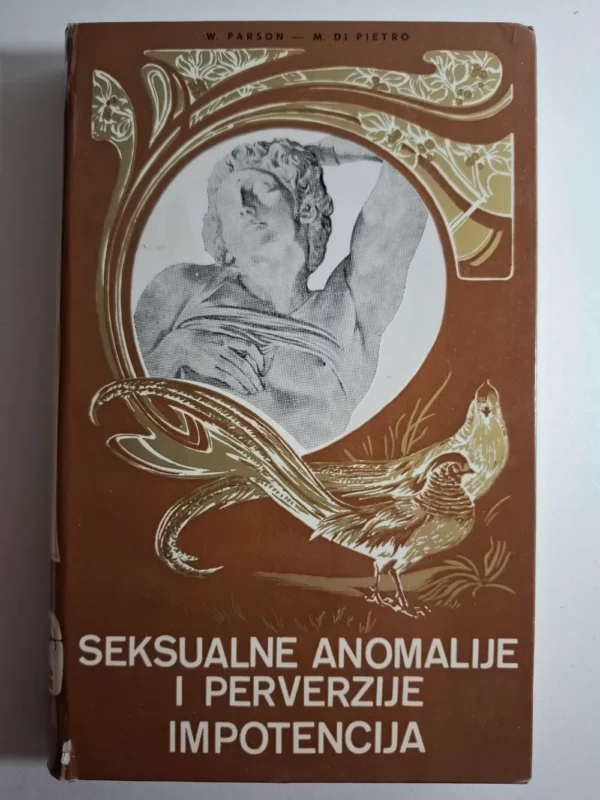 W. PARSON — M. DI PIETRO
SEKSUALNE ANOMALIJE
I PERVERZIJE
IMPOTENCIJA